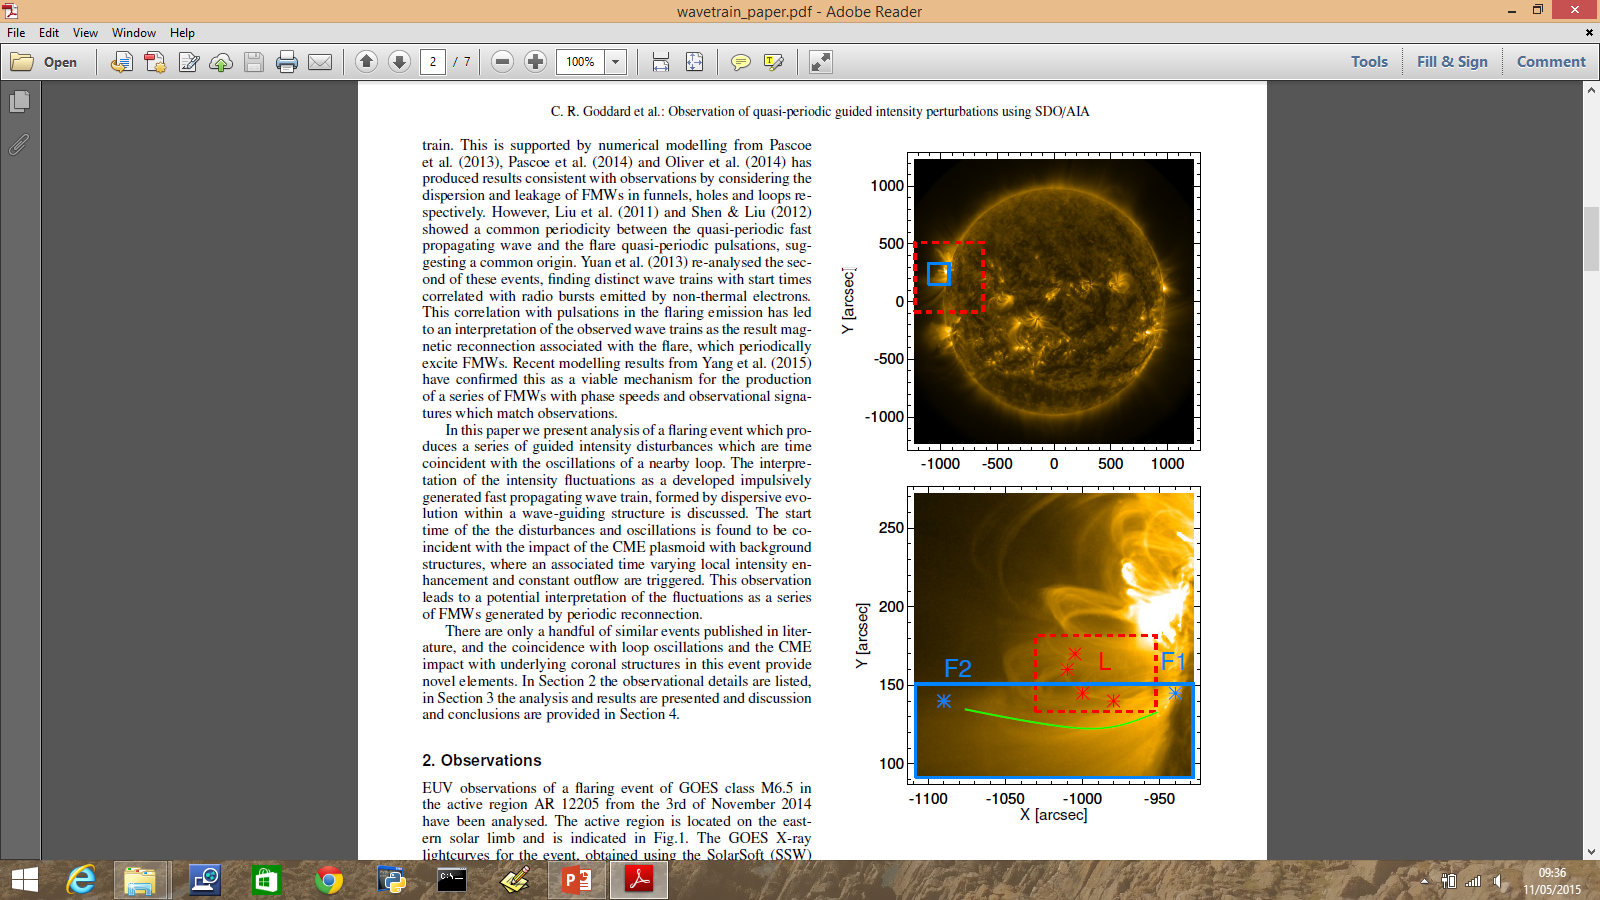 wavetrain_paper.pdf - Adobe Reader
File Edit View Window Help
Open 2 / 7 100% Tools Fill & Sign Comment
C. R. Goddard et al.: Observation of quasi-periodic guided intensity perturbations using SDO/AIA
train. This is supported by numerical modelling from Pascoe
et al. (2013), Pascoe et al. (2014) and Oliver et al. (2014) has
produced results consistent with observations by considering the
dispersion and leakage of FMWs in funnels, holes and loops re-
spectively. However, Liu et al. (2011) and Shen & Liu (2012)
showed a common periodicity between the quasi-periodic fast
propagating wave and the flare quasi-periodic pulsations, sug-
gesting a common origin. Yuan et al. (2013) re-analysed the sec-
ond of these events, finding distinct wave trains with start times
correlated with radio bursts emitted by non-thermal electrons.
This correlation with pulsations in the flaring emission has led
to an interpretation of the observed wave trains as the result mag-
netic reconnection associated with the flare, which periodically
excite FMWs. Recent modelling results from Yang et al. (2015)
have confirmed this as a viable mechanism for the production
of a series of FMWs with phase speeds and observational signa-
tures which match observations.
In this paper we present analysis of a flaring event which pro-
duces a series of guided intensity disturbances which are time
coincident with the oscillations of a nearby loop. The interpre-
tation of the intensity fluctuations as a developed impulsively
generated fast propagating wave train, formed by dispersive evo-
lution within a wave-guiding structure is discussed. The start
time of the the disturbances and oscillations is found to be co-
incident with the impact of the CME plasmoid with background
structures, where an associated time varying local intensity en-
hancement and constant outflow are triggered. This observation
leads to a potential interpretation of the fluctuations as a series
of FMWs generated by periodic reconnection.
There are only a handful of similar events published in liter-
ature, and the coincidence with loop oscillations and the CME
impact with underlying coronal structures in this event provide
novel elements. In Section 2 the observational details are listed,
in Section 3 the analysis and results are presented and discussion
and conclusions are provided in Section 4.
2. Observations
EUV observations of a flaring event of GOES class M6.5 in
the active region AR 12205 from the 3rd of November 2014
have been analysed. The active region is located on the east-
ern solar limb and is indicated in Fig.1. The GOES X-ray
lightcurves for the event, obtained using the SolarSoft (SSW)
Y [arcsec]
1000
500
0
-500
-1000
-1000 -500 0 500 1000
Y [arcsec]
250
200
150
100
F2 L F1
-1100 -1050 -1000 -950
X [arcsec]
C:\_
09:36
11/05/2015